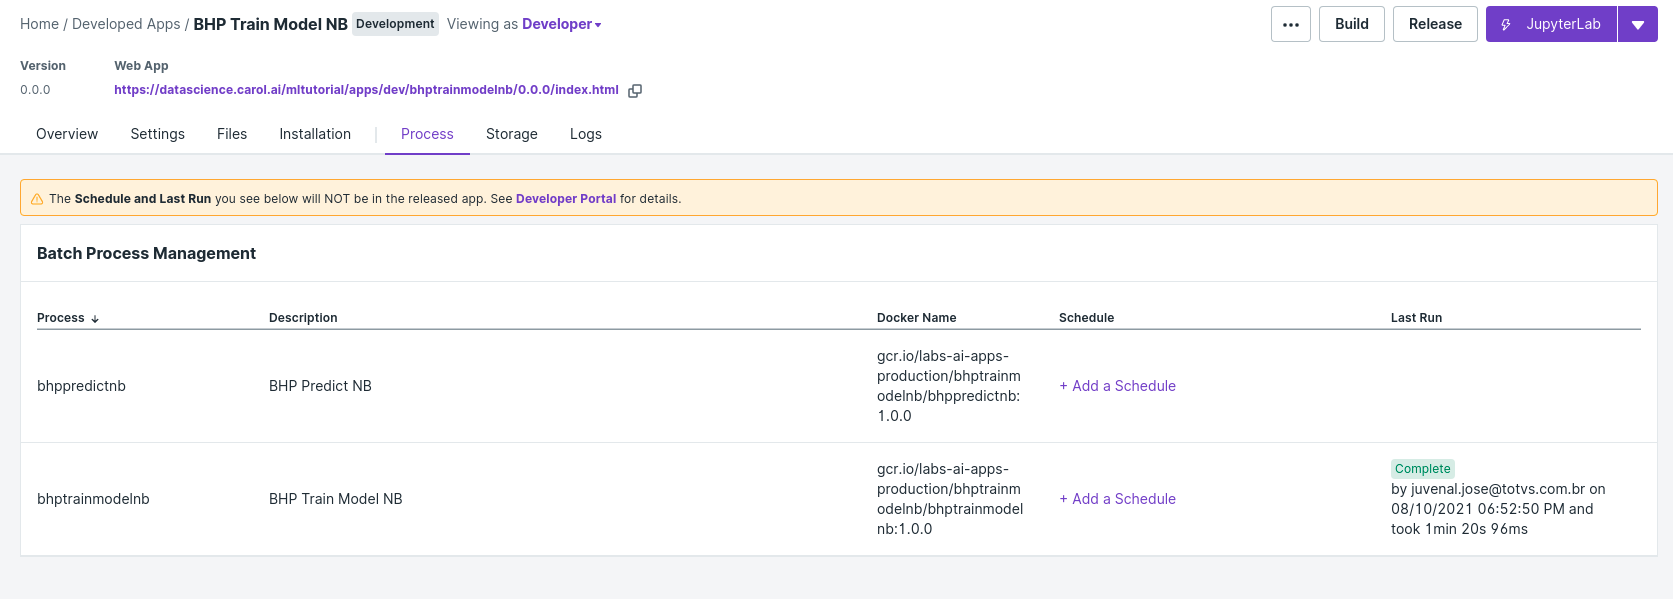 Home / Developed Apps / BHP Train Model NB Development Viewing as Developer
Build
Release
JupyterLab
Version
Web App
0.0.0
https://datascience.carol.ai/mltutorial/apps/dev/bhptrainmodelnb/0.0.0/index.html
Overview Settings Files Installation | Process Storage Logs
The Schedule and Last Run you see below will NOT be in the released app. See Developer Portal for details.
Batch Process Management
Process ↓ Description Docker Name Schedule Last Run
bhppredictnb
BHP Predict NB
gcr.io/labs-ai-apps-
production/bhptrainm
odelnb/bhppredictnb:
1.0.0
+ Add a Schedule
bhptrainmodelnb
BHP Train Model NB
gcr.io/labs-ai-apps-
production/bhptrainm
odelnb/bhptrainmodel
nb:1.0.0
+ Add a Schedule
Complete
by juvenal.jose@totvs.com.br on
08/10/2021 06:52:50 PM and
took 1min 20s 96ms